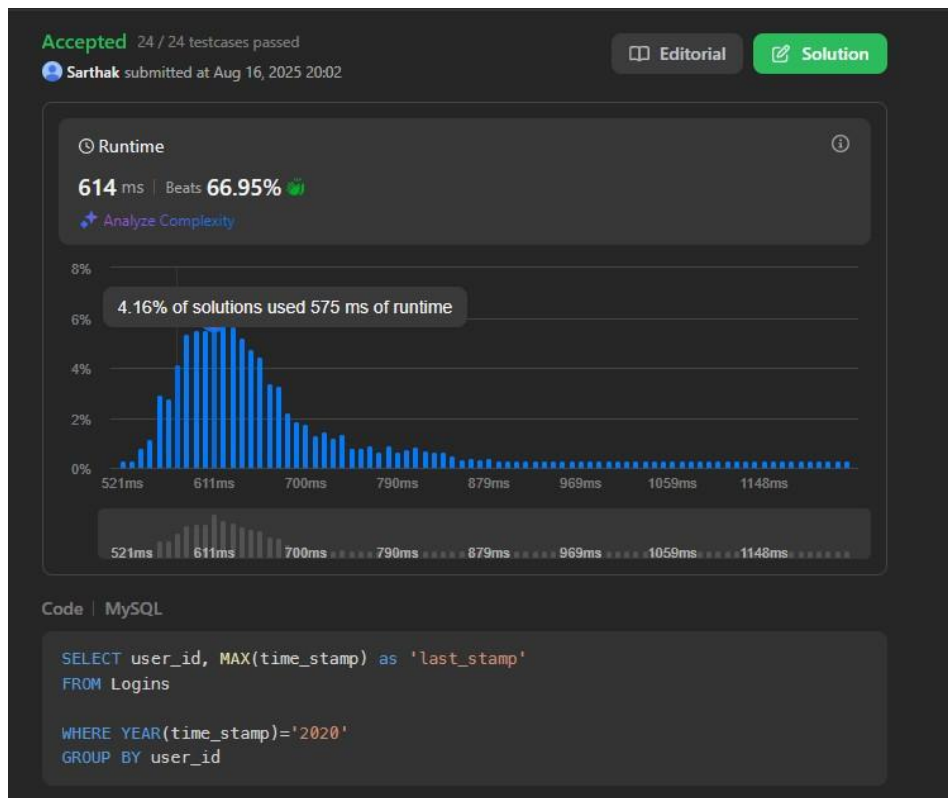 Accepted 24 / 24 testcases passed
Editorial
Solution
Sarthak submitted at Aug 16, 2025 20:02
Runtime
614 ms | Beats 66.95%
Analyze Complexity
8%
4.16% of solutions used 575 ms of runtime
6%
4%
2%
0%
521ms 611ms 700ms 790ms 879ms 969ms 1059ms 1148ms
521ms 611ms 700ms 790ms 879ms 969ms 1059ms 1148ms
Code | MySQL
SELECT user_id, MAX(time_stamp) as 'last_stamp'
FROM Logins
WHERE YEAR(time_stamp)='2020'
GROUP BY user_id